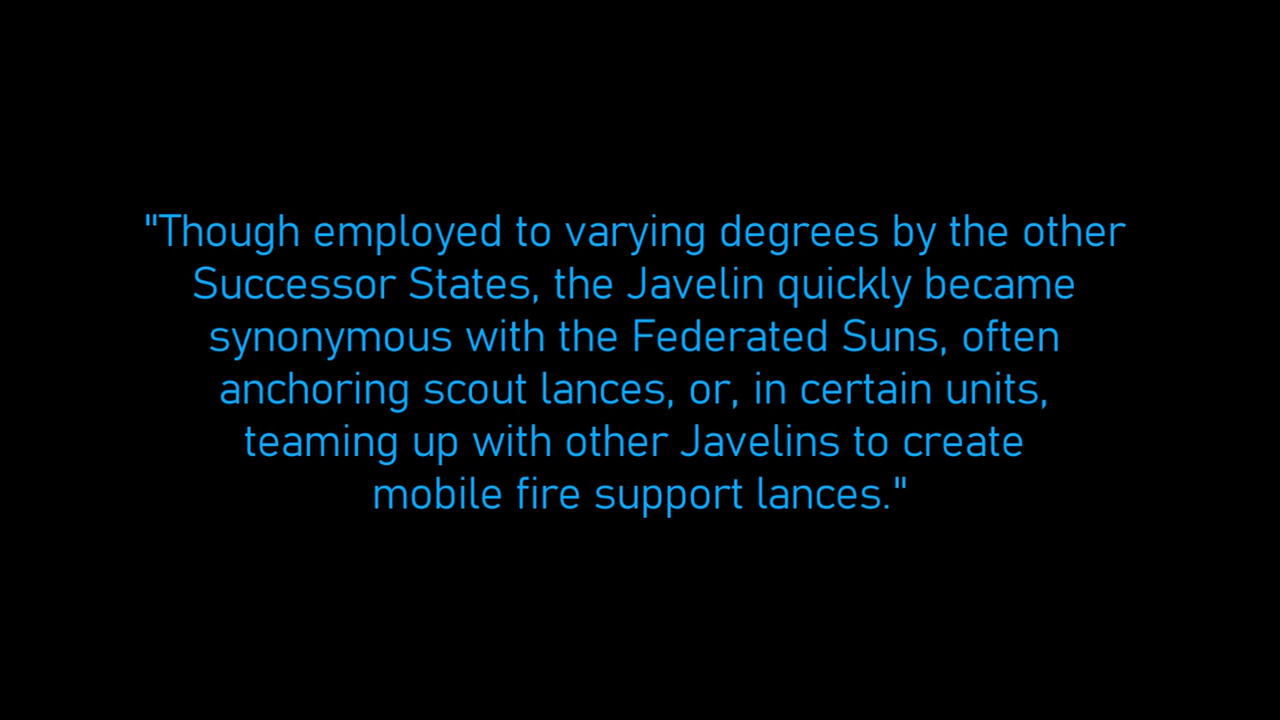 "Though employed to varying degrees by the other
Successor States, the Javelin quickly became
synonymous with the Federated Suns, often
anchoring scout lances, or, in certain units,
teaming up with other Javelins to create
mobile fire support lances."